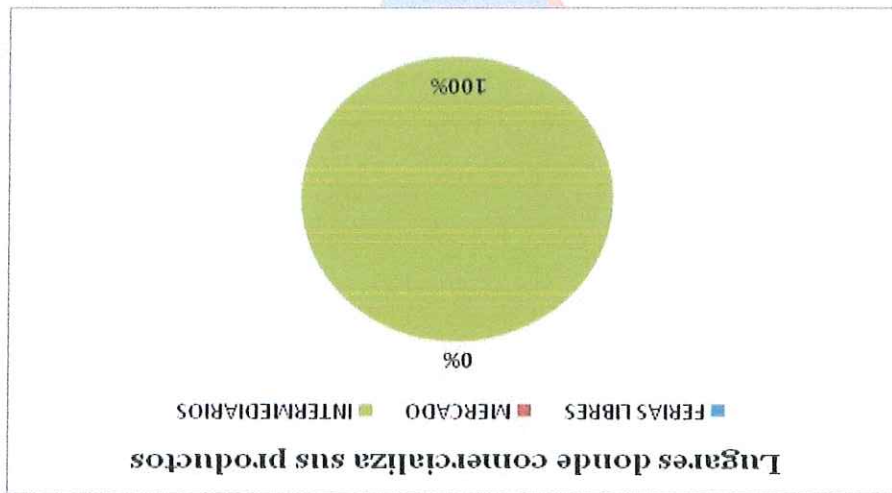 Lugares donde comercializa sus productos
FERIAS LIBRES MERCADO INTERMEDIARIOS
0%
100%